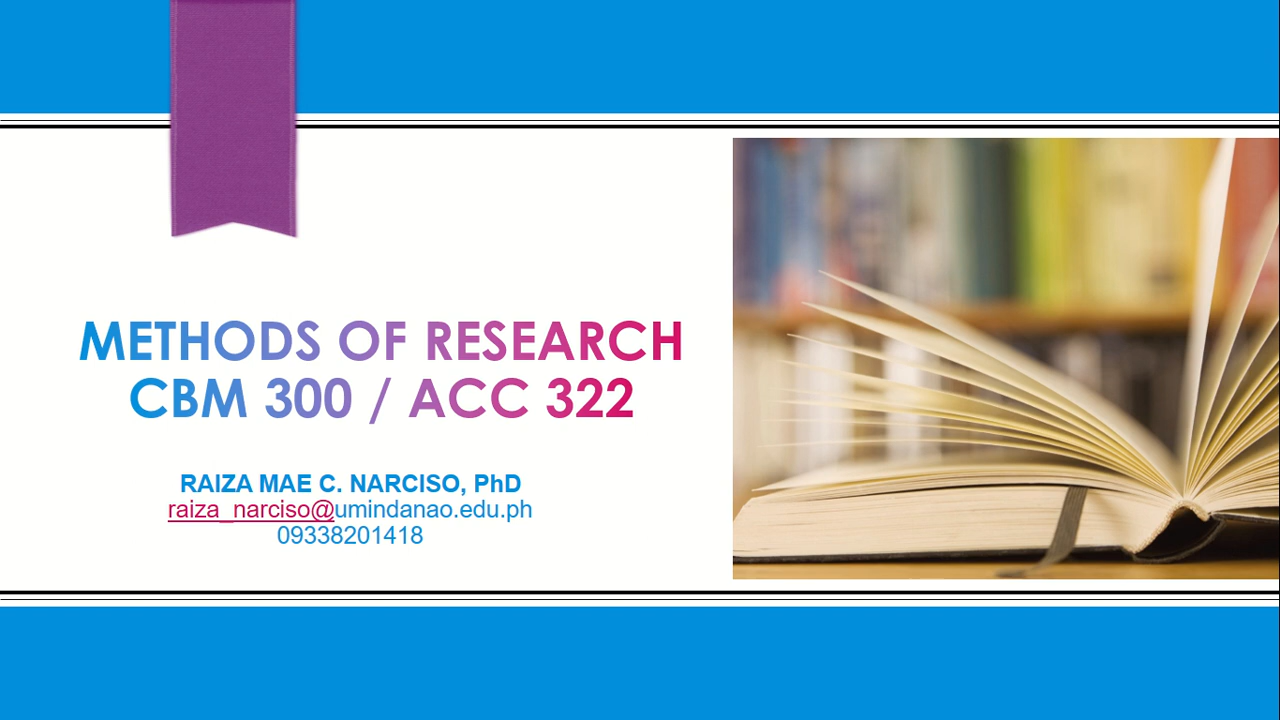 METHODS OF RESEARCH
CBM 300 / ACC 322
RAIZA MAE C. NARCISO, PhD
raiza_narciso@umindanao.edu.ph
09338201418